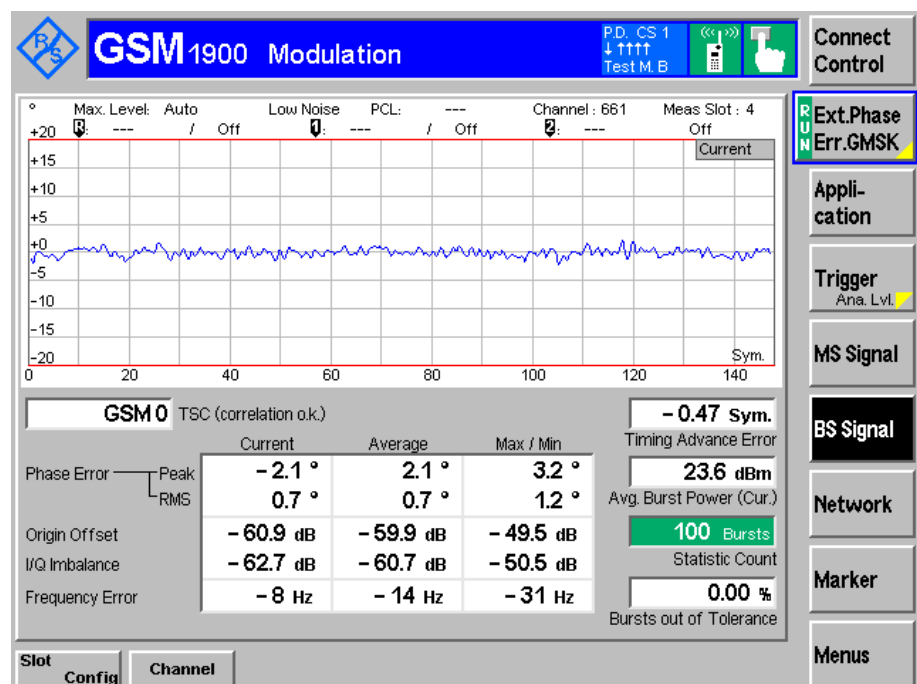 R/S
GSM1900 Modulation
P.D. CS 1
↓ ↑↑↑↑
Test M. B
Connect
Control
° Max. Level: Auto Low Noise PCL: --- Channel : 661 Meas Slot : 4
R: --- / Off 1: --- / Off 2: --- Off
Current
+20
+15
+10
+5
+0
-5
-10
-15
-20
Sym.
0 20 40 60 80 100 120 140
RUN
Ext.Phase
Err.GMSK
Appli-
cation
Trigger
Ana. Lvl.
MS Signal
BS Signal
Network
Marker
Menus
GSM 0 TSC (correlation o.k.)
Current Average Max / Min
Phase Error Peak -2.1 ° 2.1 ° 3.2 °
RMS 0.7 ° 0.7 ° 1.2 °
Origin Offset -60.9 dB -59.9 dB -49.5 dB
I/Q Imbalance -62.7 dB -60.7 dB -50.5 dB
Frequency Error -8 Hz -14 Hz -31 Hz
-0.47 Sym.
Timing Advance Error
23.6 dBm
Avg. Burst Power (Cur.)
100 Bursts
Statistic Count
0.00 %
Bursts out of Tolerance
Slot
Config
Channel